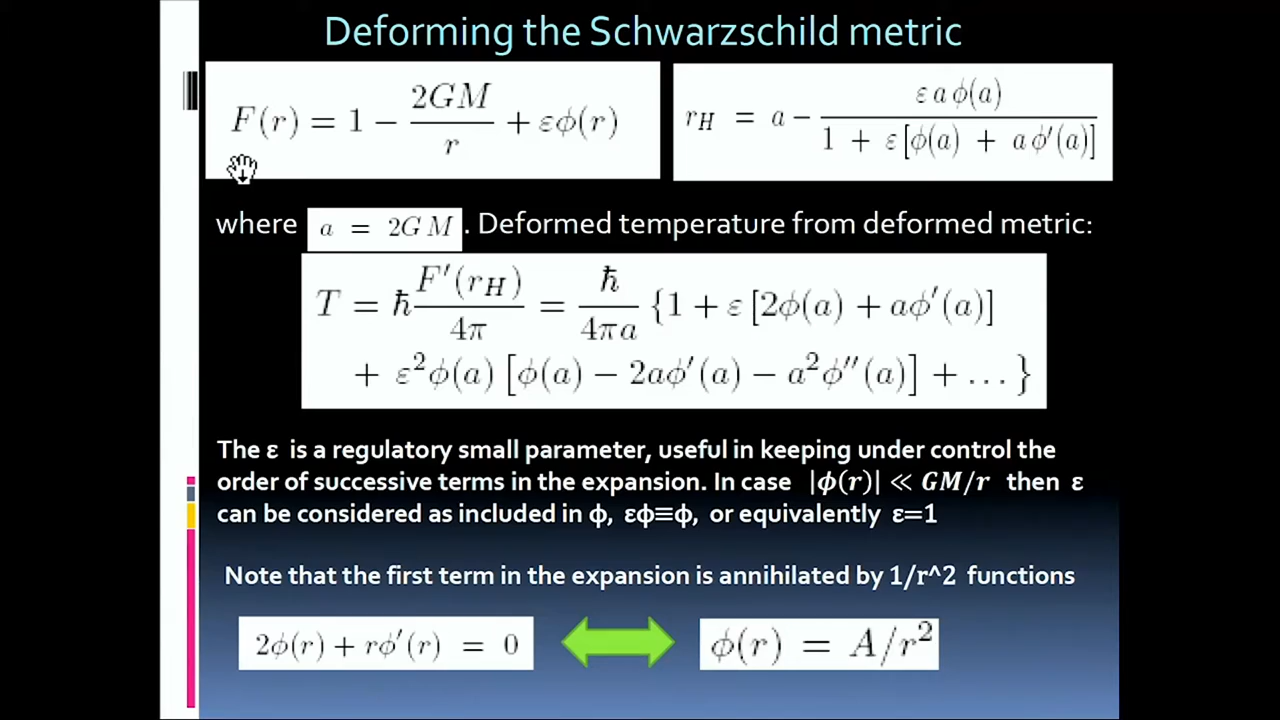 Deforming the Schwarzschild metric
F(r) = 1 − 2GM/r + εφ(r)
r_H = a − ε a φ(a) / 1 + ε[φ(a) + a φ′(a)]
where a = 2G M . Deformed temperature from deformed metric:
T = ħ F′(r_H)/4π = ħ/4πa {1 + ε [2φ(a) + aφ′(a)]
+ ε²φ(a) [φ(a) − 2aφ′(a) − a²φ″(a)] + … }
The ε is a regulatory small parameter, useful in keeping under control the
order of successive terms in the expansion. In case |ϕ(r)| ≪ GM/r then ε
can be considered as included in ϕ, εϕ≡ϕ, or equivalently ε=1
Note that the first term in the expansion is annihilated by 1/r^2 functions
2φ(r) + rφ′(r) = 0 φ(r) = A/r²